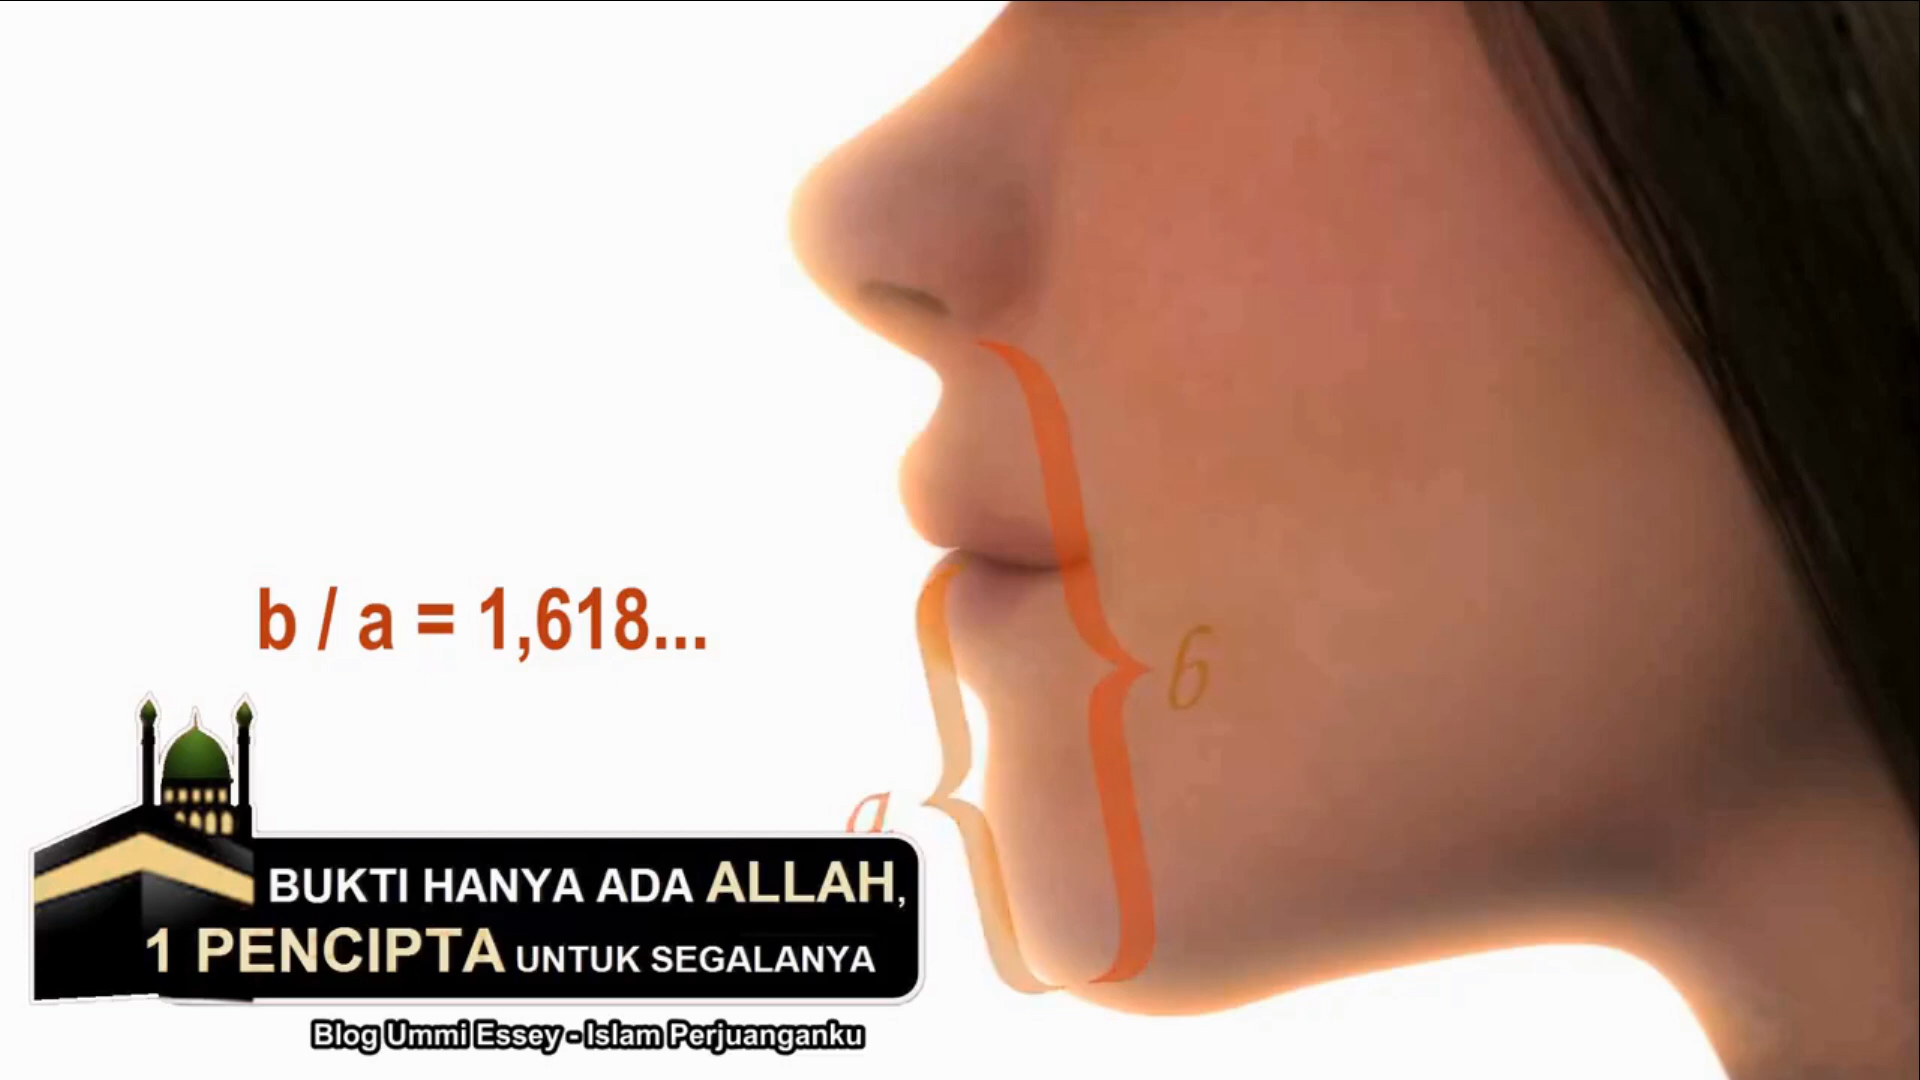 b / a = 1,618...
b
a
BUKTI HANYA ADA ALLAH,
1 PENCIPTA UNTUK SEGALANYA
Blog Ummi Essey - Islam Perjuanganku